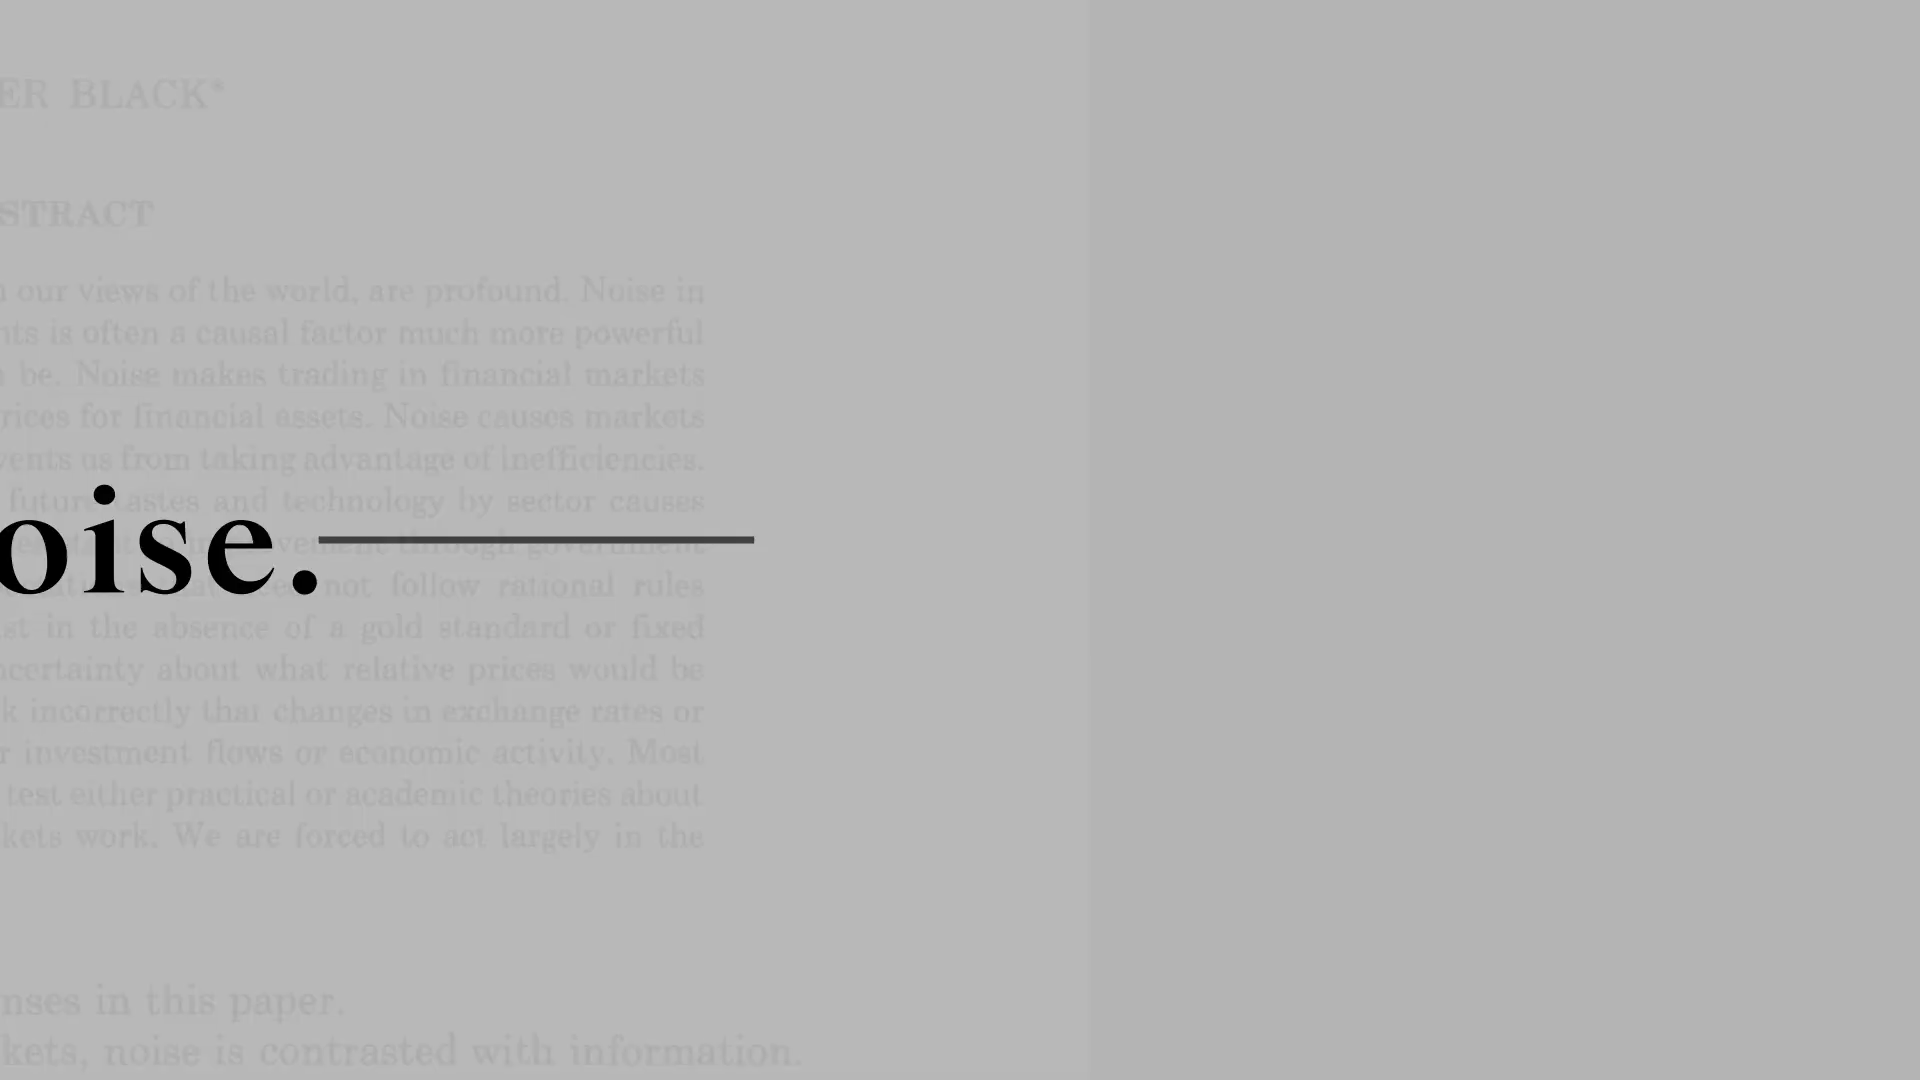 ER BLACK*
STRACT
our views of the world, are profound. Noise in
nts is often a causal factor much more powerful
be. Noise makes trading in financial markets
rices for financial assets. Noise causes markets
vents us from taking advantage of inefficiencies.
future tastes and technology by sector causes
oise.
improvement through government
need not follow rational rules
st in the absence of a gold standard or fixed
ncertainty about what relative prices would be
k incorrectly that changes in exchange rates or
r investment flows or economic activity. Most
test either practical or academic theories about
kets work. We are forced to act largely in the
nses in this paper.
kets, noise is contrasted with information.